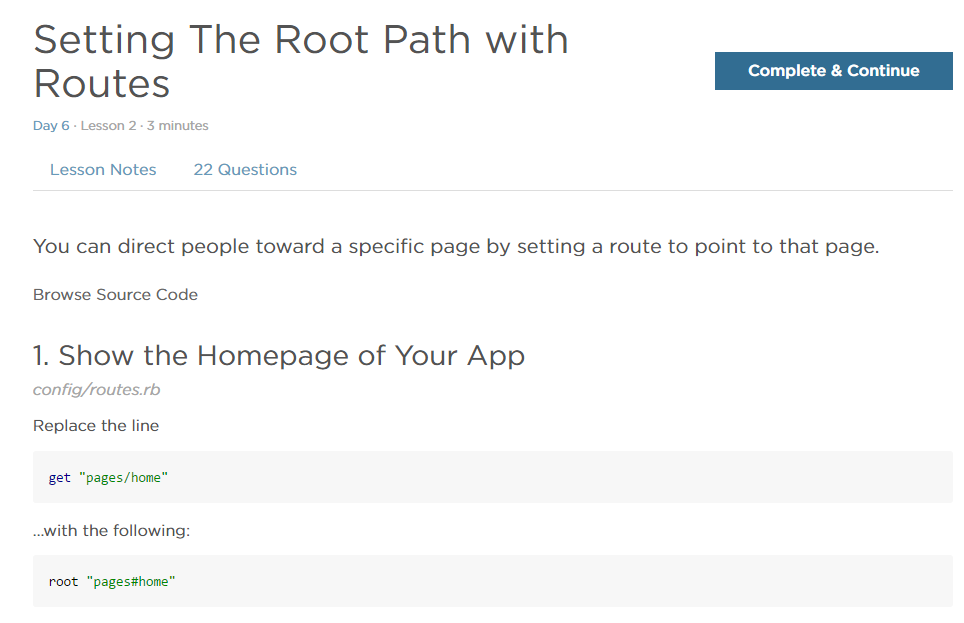 Setting The Root Path with
Routes
Complete & Continue
Day 6 · Lesson 2 · 3 minutes
Lesson Notes 22 Questions
You can direct people toward a specific page by setting a route to point to that page.
Browse Source Code
1. Show the Homepage of Your App
config/routes.rb
Replace the line
get "pages/home"
...with the following:
root "pages#home"